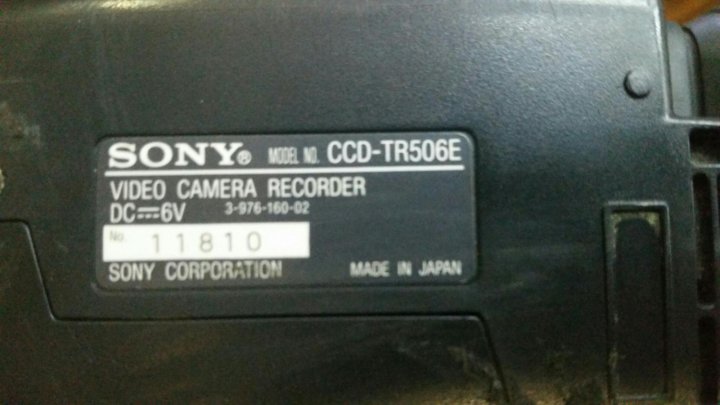 SONY® MODEL NO. CCD-TR506E
VIDEO CAMERA RECORDER
DC⎓6V 3-976-160-02
No. 11810
SONY CORPORATION MADE IN JAPAN